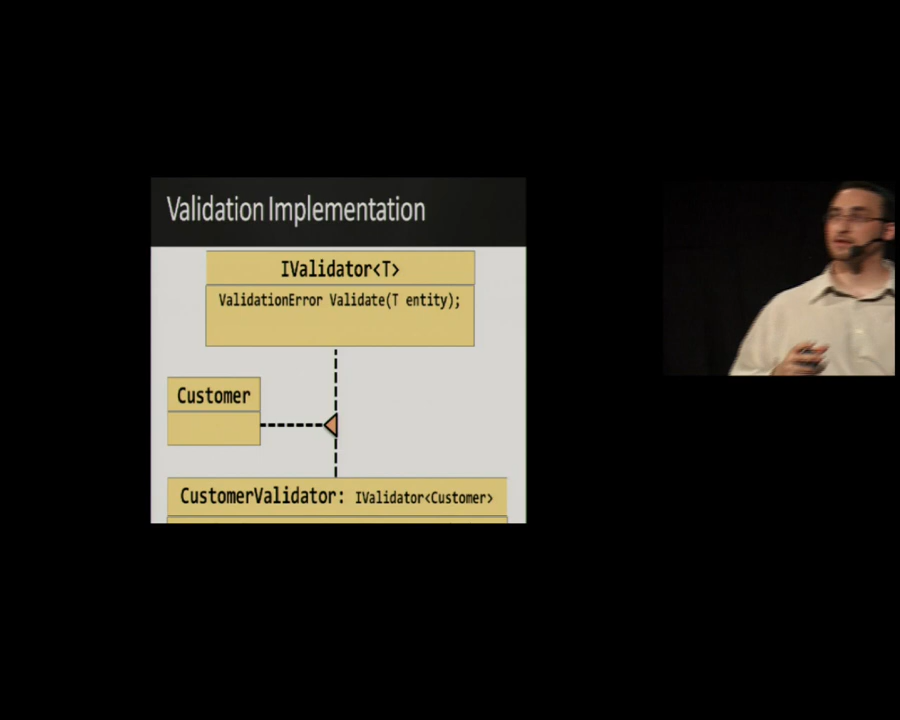 Validation Implementation
IValidator<T>
ValidationError Validate(T entity);
Customer
CustomerValidator: IValidator<Customer>